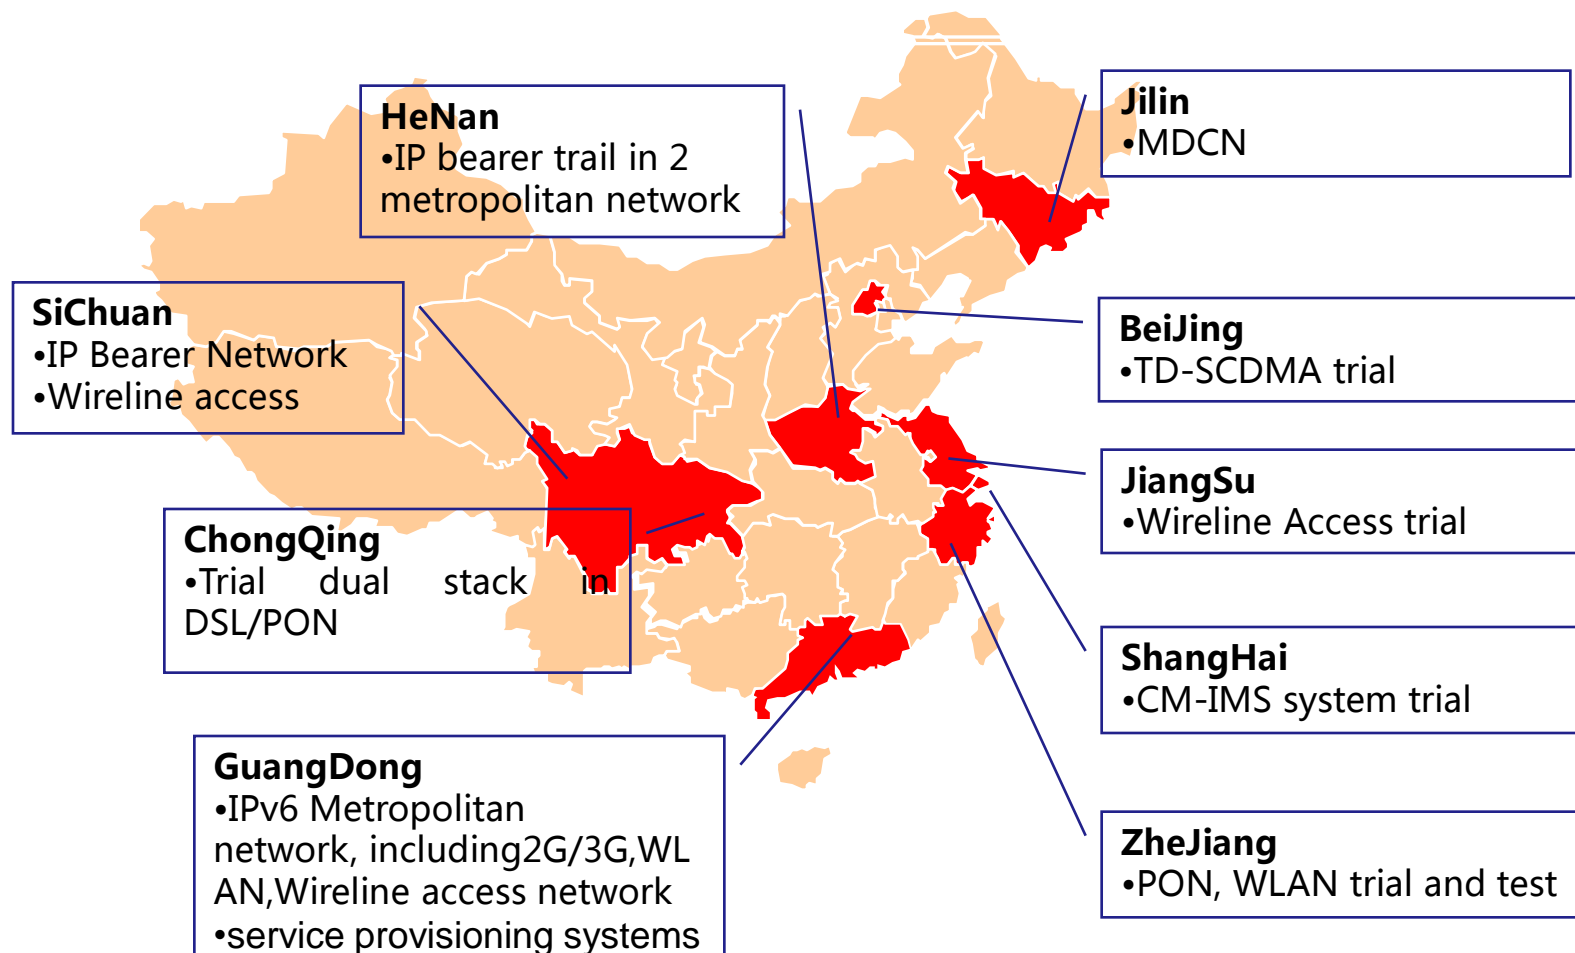 HeNan
•IP bearer trail in 2
metropolitan network
Jilin
•MDCN
SiChuan
•IP Bearer Network
•Wireline access
BeiJing
•TD-SCDMA trial
JiangSu
•Wireline Access trial
ChongQing
•Trial dual stack in
DSL/PON
ShangHai
•CM-IMS system trial
GuangDong
•IPv6 Metropolitan
network, including2G/3G,WL
AN,Wireline access network
•service provisioning systems
ZheJiang
•PON, WLAN trial and test